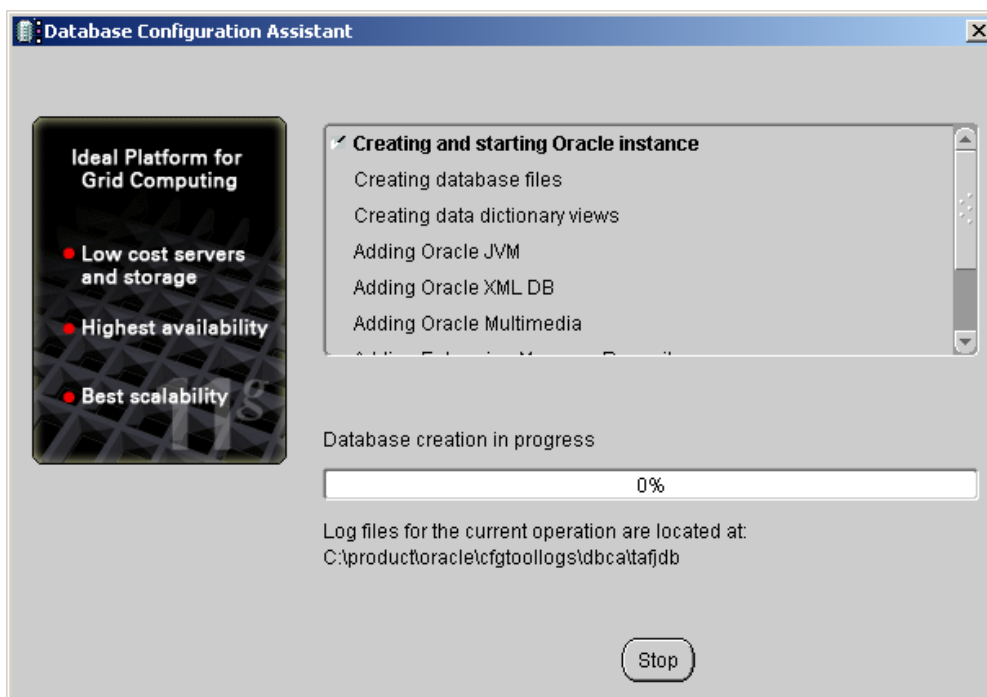 Database Configuration Assistant
Ideal Platform for
Grid Computing
Low cost servers
and storage
Highest availability
Best scalability
11g
Creating and starting Oracle instance
Creating database files
Creating data dictionary views
Adding Oracle JVM
Adding Oracle XML DB
Adding Oracle Multimedia
Database creation in progress
0%
Log files for the current operation are located at:
C:\product\oracle\cfgtoollogs\dbca\tafjdb
Stop